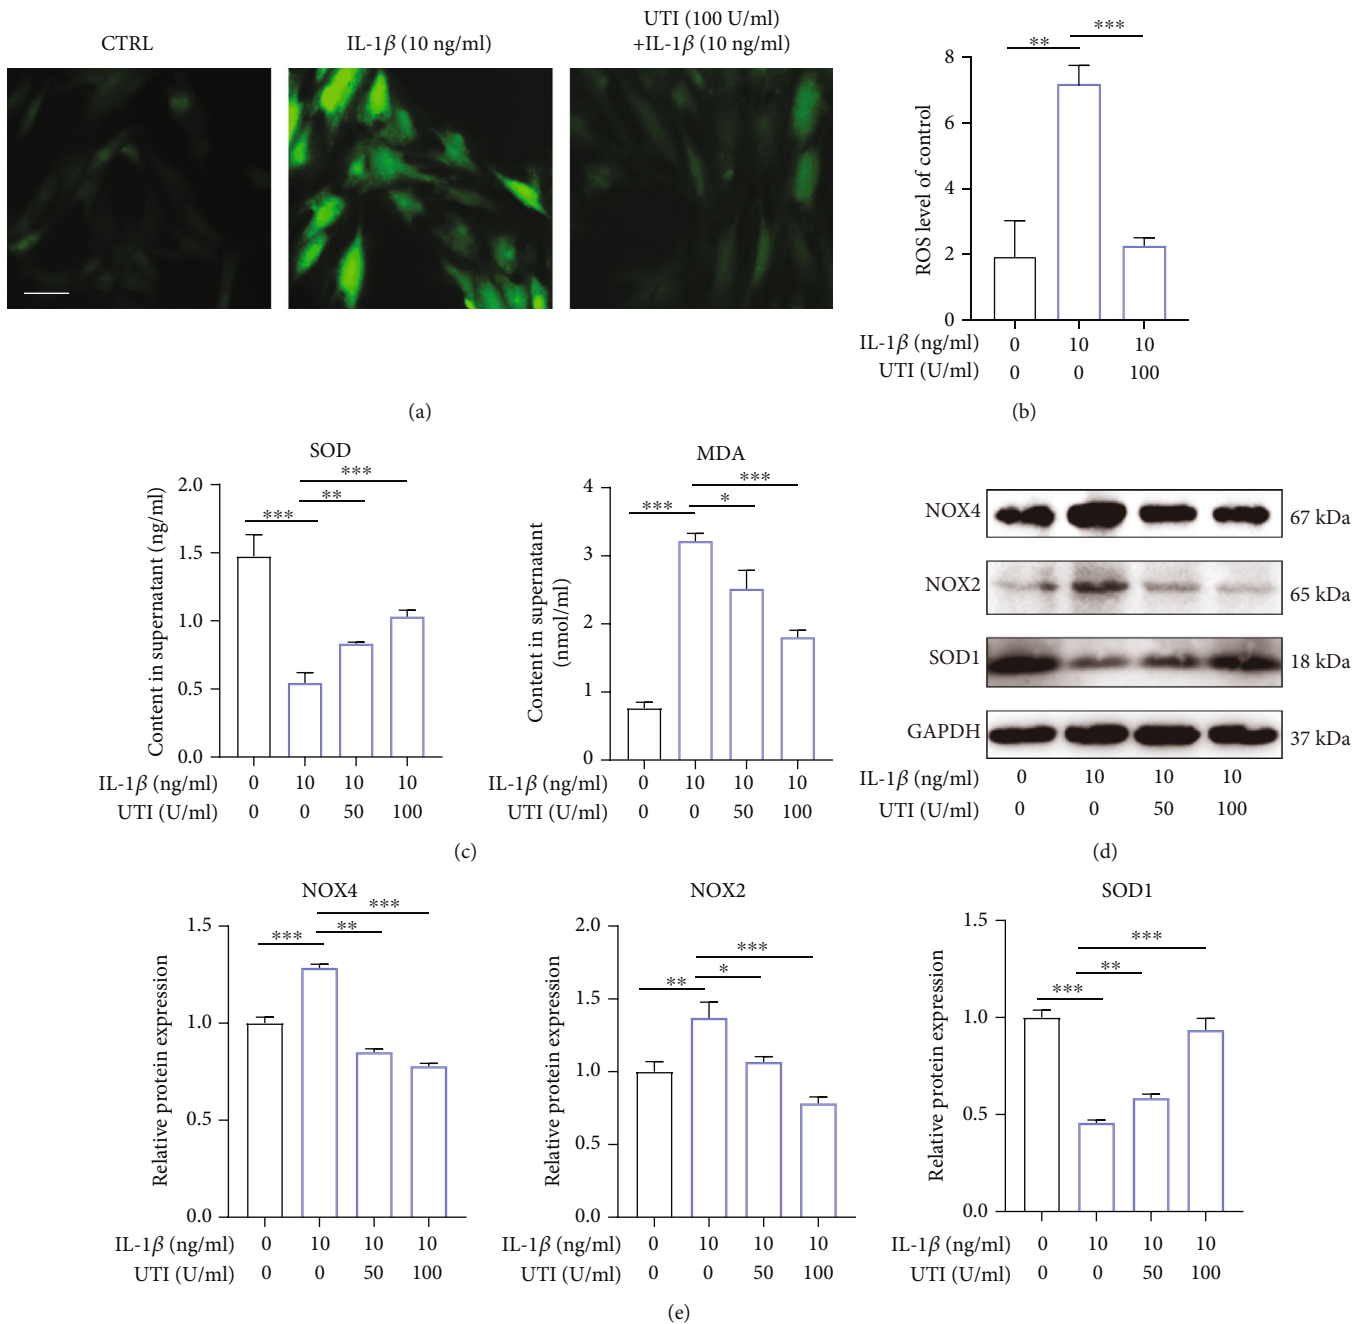 CTRL
IL-1β (10 ng/ml)
UTI (100 U/ml)
+IL-1β (10 ng/ml)
(a)
ROS level of control
8
6
4
2
0
**
***
IL-1β (ng/ml) 0 10 10
UTI (U/ml) 0 0 100
(b)
SOD
Content in supernatant (ng/ml)
2.0
1.5
1.0
0.5
0.0
***
**
***
IL-1β (ng/ml) 0 10 10 10
UTI (U/ml) 0 0 50 100
MDA
Content in supernatant
(nmol/ml)
4
3
2
1
0
***
*
***
IL-1β (ng/ml) 0 10 10 10
UTI (U/ml) 0 0 50 100
(c)
NOX4 67 kDa
NOX2 65 kDa
SOD1 18 kDa
GAPDH 37 kDa
IL-1β (ng/ml) 0 10 10 10
UTI (U/ml) 0 0 50 100
(d)
NOX4
Relative protein expression
1.5
1.0
0.5
0.0
***
**
***
IL-1β (ng/ml) 0 10 10 10
UTI (U/ml) 0 0 50 100
NOX2
Relative protein expression
2.0
1.5
1.0
0.5
0.0
**
*
***
IL-1β (ng/ml) 0 10 10 10
UTI (U/ml) 0 0 50 100
SOD1
Relative protein expression
1.5
1.0
0.5
0.0
***
**
***
IL-1β (ng/ml) 0 10 10 10
UTI (U/ml) 0 0 50 100
(e)